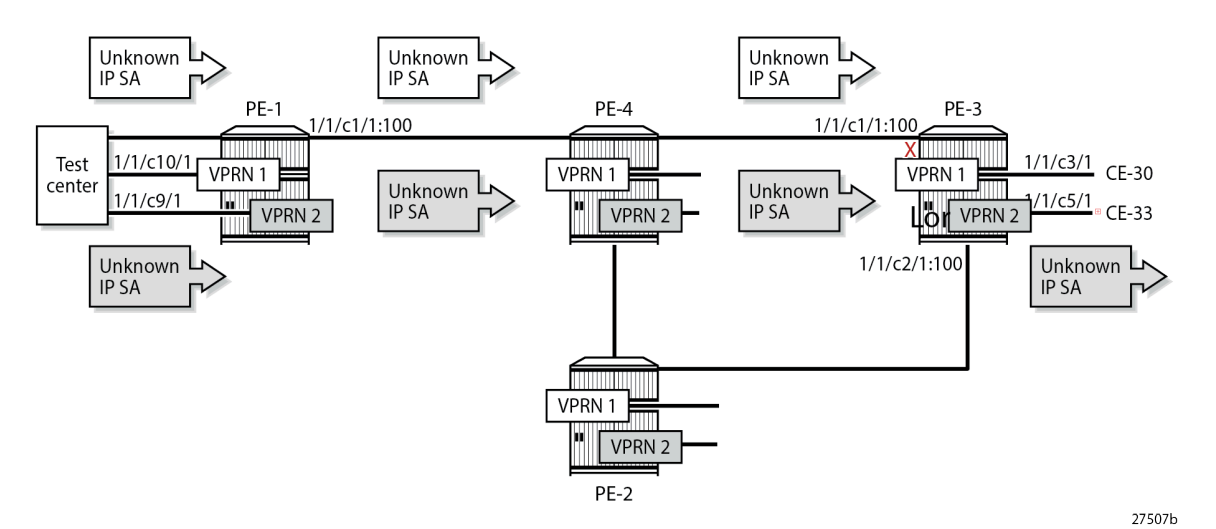 Unknown
IP SA
Unknown
IP SA
Unknown
IP SA
PE-1
PE-4
PE-3
1/1/c1/1:100
1/1/c1/1:100
X
Test
center
1/1/c10/1
VPRN 1
VPRN 1
VPRN 1
1/1/c3/1
CE-30
Unknown
IP SA
Unknown
IP SA
1/1/c9/1
VPRN 2
VPRN 2
Lor
VPRN 2
1/1/c5/1
CE-33
Unknown
IP SA
1/1/c2/1:100
Unknown
IP SA
VPRN 1
VPRN 2
PE-2
27507b